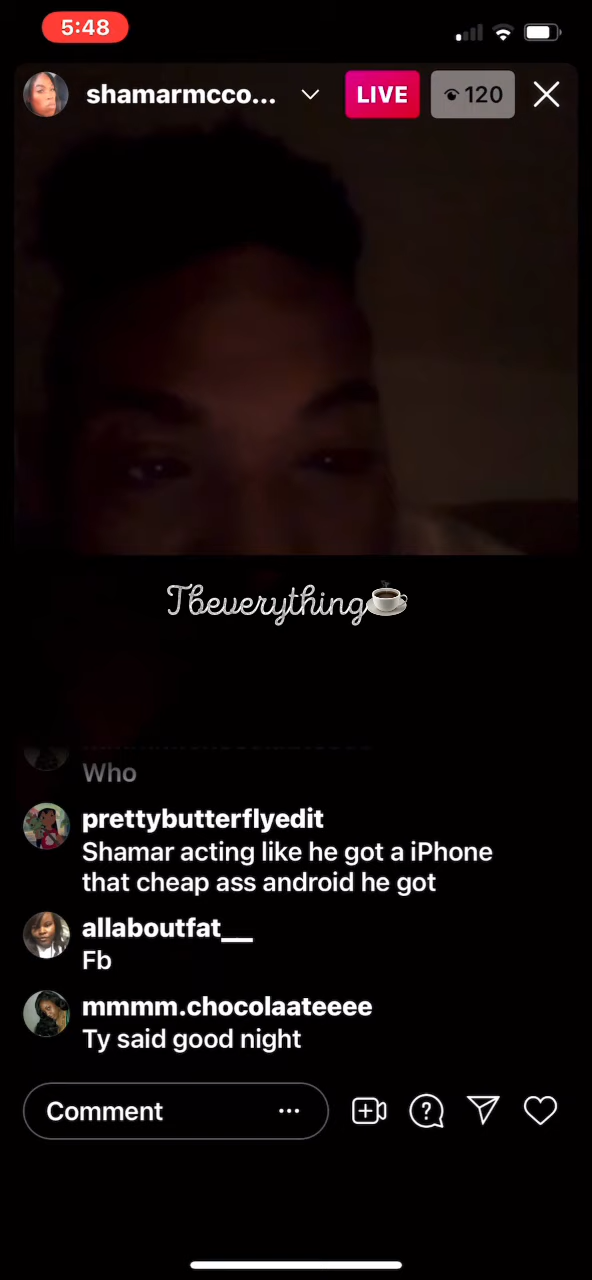 5:48
shamarmcco...
LIVE
120
Tbeverything
Who
prettybutterflyedit
Shamar acting like he got a iPhone
that cheap ass android he got
allaboutfat__
Fb
mmmm.chocolaateeee
Ty said good night
Comment